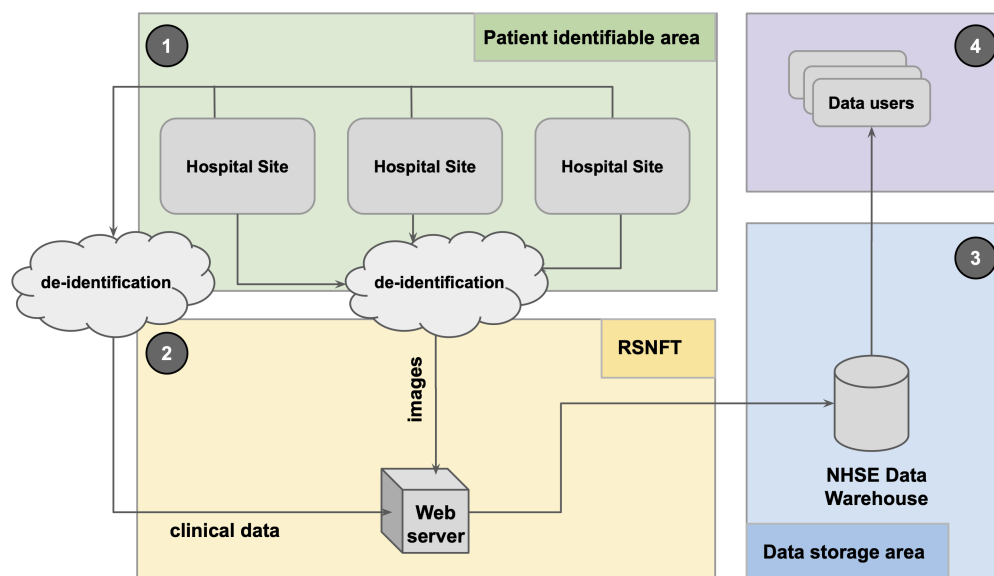 1
Patient identifiable area
4
Data users
Hospital Site
Hospital Site
Hospital Site
3
de-identification
de-identification
2
RSNFT
images
NHSE Data
Warehouse
Web
server
clinical data
Data storage area